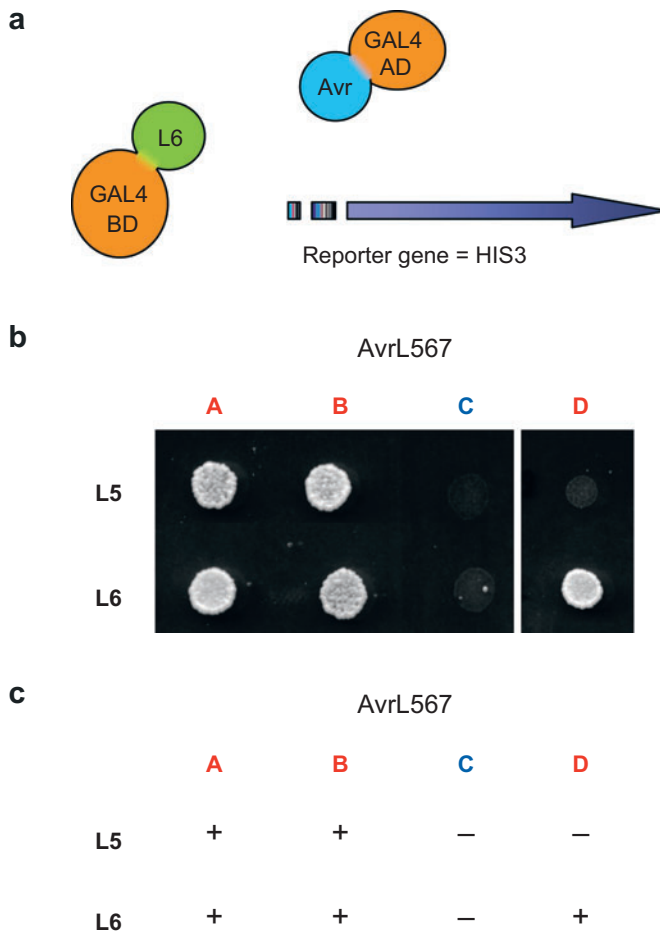 a
GAL4
AD
Avr
L6
GAL4
BD
Reporter gene = HIS3
b
AvrL567
A B C D
L5
L6
c
AvrL567
A B C D
L5 + + – –
L6 + + – +